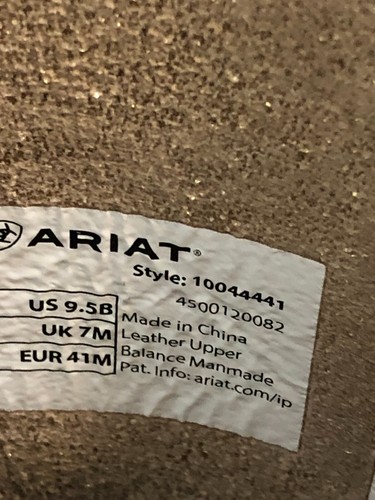 ARIAT®
Style: 10044441
4500120082
US 9.5B
UK 7M
EUR 41M
Made in China
Leather Upper
Balance Manmade
Pat. Info: ariat.com/ip